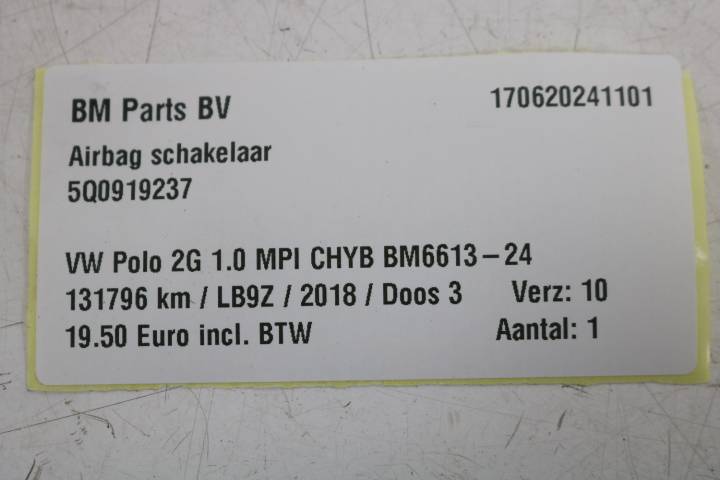 BM Parts BV 170620241101
Airbag schakelaar
5Q0919237
VW Polo 2G 1.0 MPI CHYB BM6613-24
131796 km / LB9Z / 2018 / Doos 3 Verz: 10
19.50 Euro incl. BTW Aantal: 1